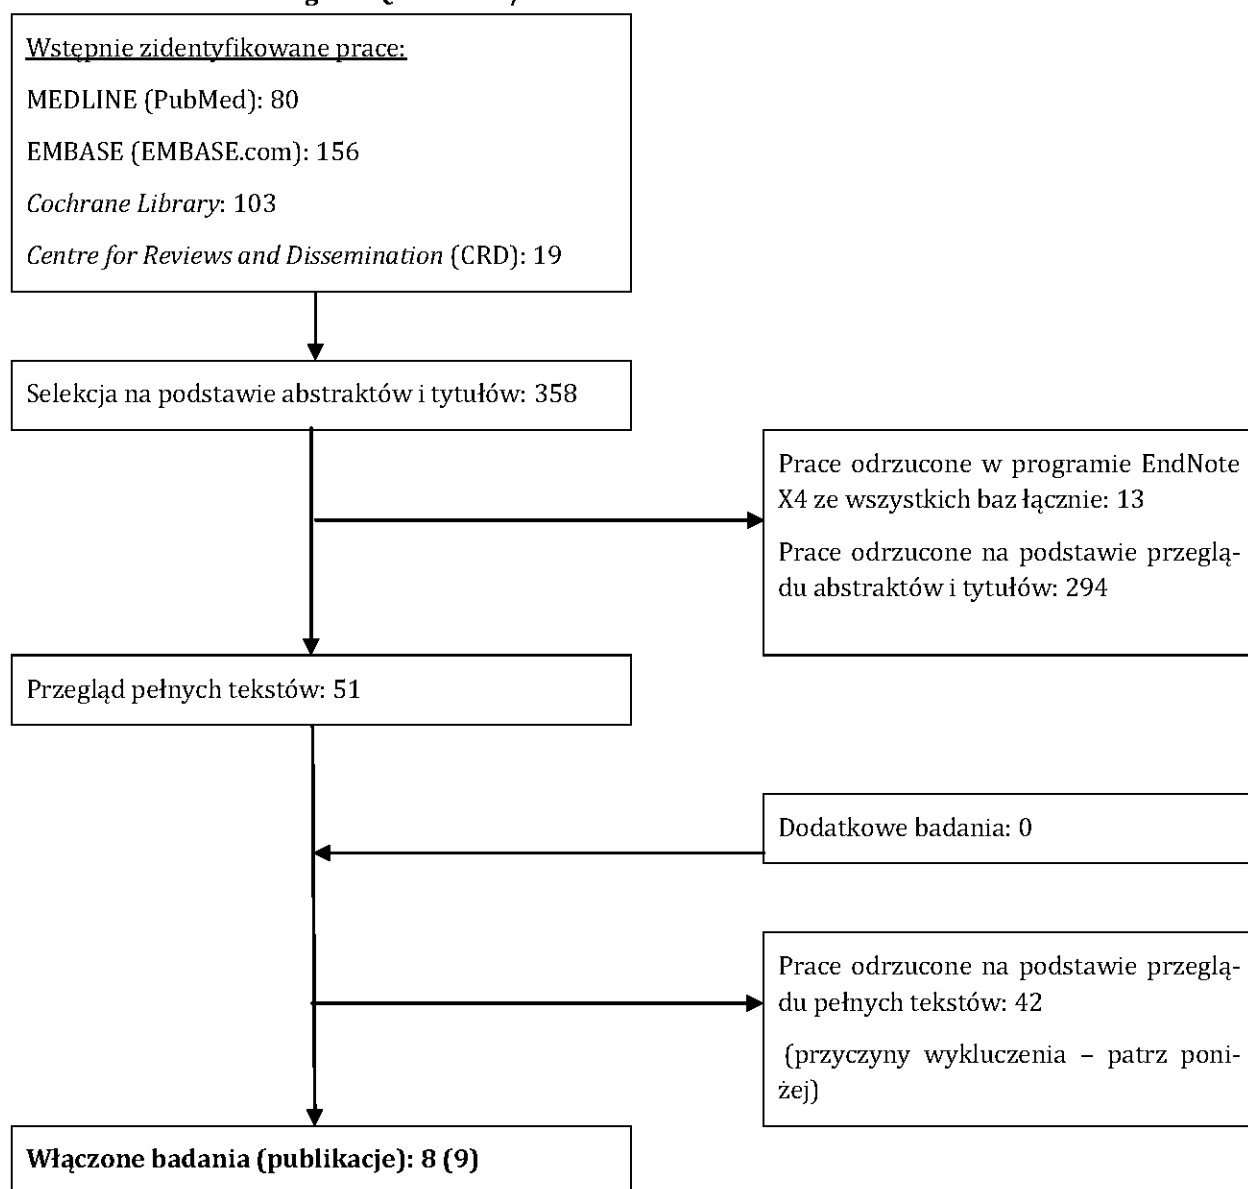 Wstępnie zidentyfikowane prace:
MEDLINE (PubMed): 80
EMBASE (EMBASE.com): 156
Cochrane Library: 103
Centre for Reviews and Dissemination (CRD): 19
Selekcja na podstawie abstraktów i tytułów: 358
Prace odrzucone w programie EndNote
X4 ze wszystkich baz łącznie: 13
Prace odrzucone na podstawie przeglą-
du abstraktów i tytułów: 294
Przegląd pełnych tekstów: 51
Dodatkowe badania: 0
Prace odrzucone na podstawie przeglą-
du pełnych tekstów: 42
(przyczyny wykluczenia – patrz poni-
żej)
Włączone badania (publikacje): 8 (9)